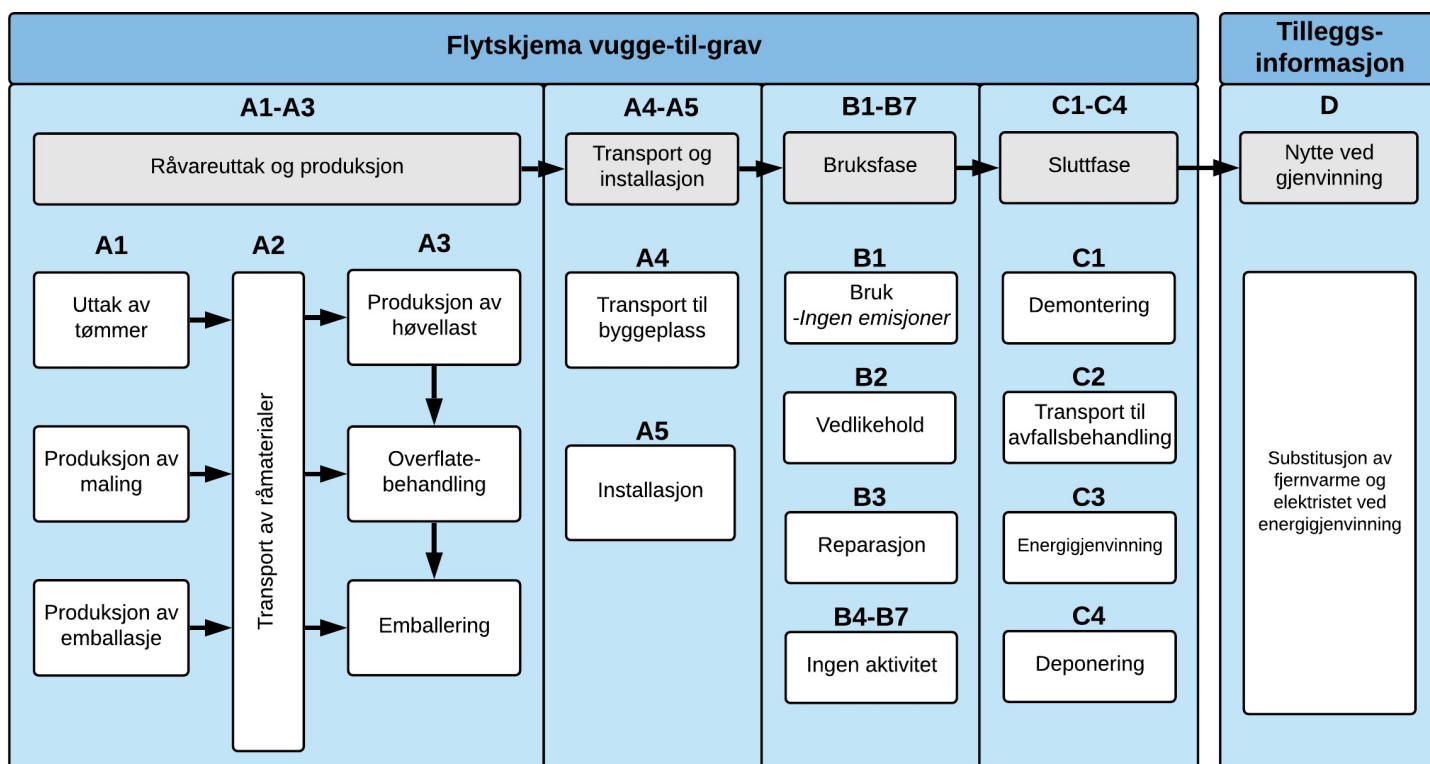 Flytskjema vugge-til-grav
Tilleggs-
informasjon
A1-A3
A4-A5
B1-B7
C1-C4
D
Råvareuttak og produksjon
Transport og
installasjon
Bruksfase
Sluttfase
Nytte ved
gjenvinning
A1
A2
A3
Uttak av
tømmer
Produksjon av
maling
Produksjon av
emballasje
Transport av råmaterialer
Produksjon av
høvellast
Overflate-
behandling
Emballering
A4
Transport til
byggeplass
A5
Installasjon
B1
Bruk
-Ingen emisjoner
B2
Vedlikehold
B3
Reparasjon
B4-B7
Ingen aktivitet
C1
Demontering
C2
Transport til
avfallsbehandling
C3
Energigjenvinning
C4
Deponering
Substitusjon av
fjernvarme og
elektristet ved
energigjenvinning